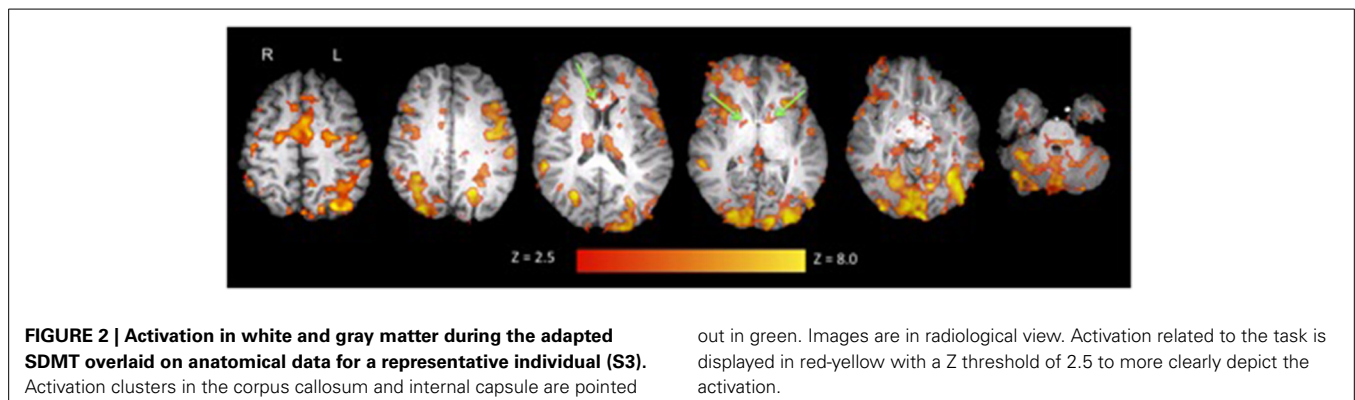 R L
Z = 2.5 Z = 8.0
FIGURE 2 | Activation in white and gray matter during the adapted
SDMT overlaid on anatomical data for a representative individual (S3).
Activation clusters in the corpus callosum and internal capsule are pointed
out in green. Images are in radiological view. Activation related to the task is
displayed in red-yellow with a Z threshold of 2.5 to more clearly depict the
activation.